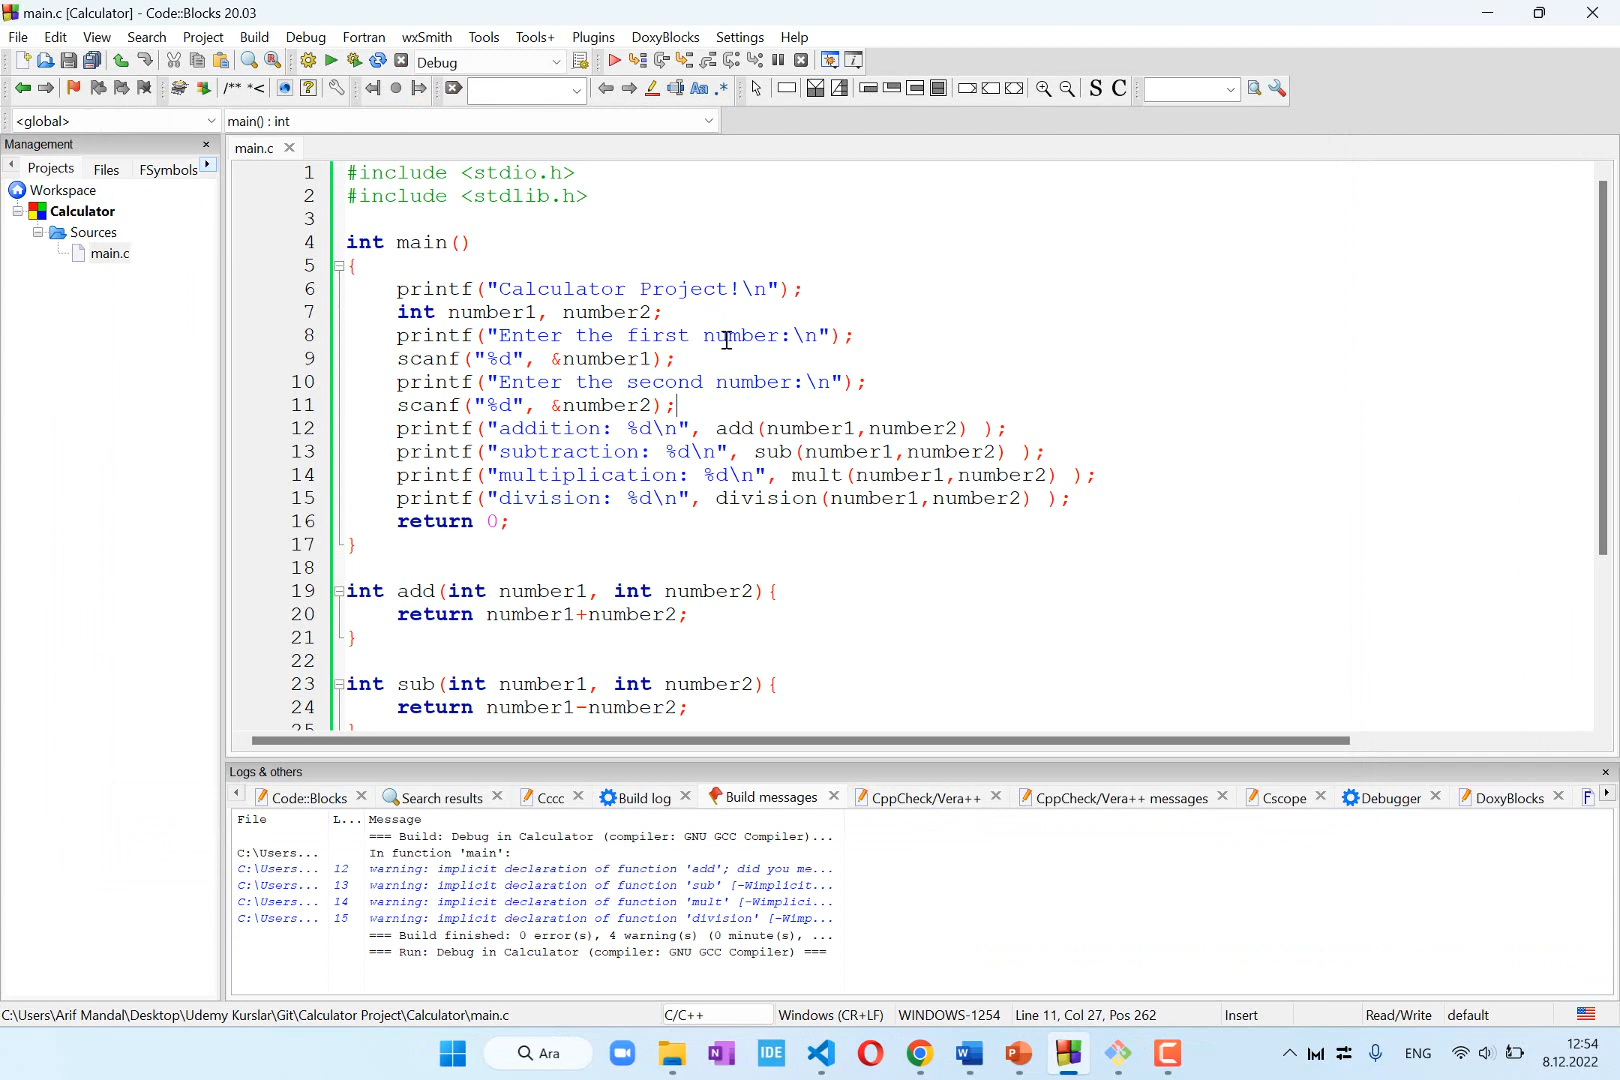 main.c [Calculator] - Code::Blocks 20.03
File Edit View Search Project Build Debug Fortran wxSmith Tools Tools+ Plugins DoxyBlocks Settings Help
Debug
/** *< Aa .* S C
<global> main() : int
Management
main.c
Projects Files FSymbols
Workspace
Calculator
Sources
main.c
1 #include <stdio.h>
2 #include <stdlib.h>
3
4 int main()
5 {
6 printf("Calculator Project!\n");
7 int number1, number2;
8 printf("Enter the first number:\n");
9 scanf("%d", &number1);
10 printf("Enter the second number:\n");
11 scanf("%d", &number2);
12 printf("addition: %d\n", add(number1,number2) );
13 printf("subtraction: %d\n", sub(number1,number2) );
14 printf("multiplication: %d\n", mult(number1,number2) );
15 printf("division: %d\n", division(number1,number2) );
16 return 0;
17 }
18
19 int add(int number1, int number2){
20 return number1+number2;
21 }
22
23 int sub(int number1, int number2){
24 return number1-number2;
25 }
Logs & others
Code::Blocks Search results Cccc Build log Build messages CppCheck/Vera++ CppCheck/Vera++ messages Cscope Debugger DoxyBlocks F
File L... Message
=== Build: Debug in Calculator (compiler: GNU GCC Compiler)...
C:\Users... In function 'main':
C:\Users... 12 warning: implicit declaration of function 'add'; did you me...
C:\Users... 13 warning: implicit declaration of function 'sub' [-Wimplicit...
C:\Users... 14 warning: implicit declaration of function 'mult' [-Wimplici...
C:\Users... 15 warning: implicit declaration of function 'division' [-Wimp...
=== Build finished: 0 error(s), 4 warning(s) (0 minute(s), ...
=== Run: Debug in Calculator (compiler: GNU GCC Compiler) ===
C:\Users\Arif Mandal\Desktop\Udemy Kurslar\Git\Calculator Project\Calculator\main.c C/C++ Windows (CR+LF) WINDOWS-1254 Line 11, Col 27, Pos 262 Insert Read/Write default
Ara IDE ENG 12:54
8.12.2022